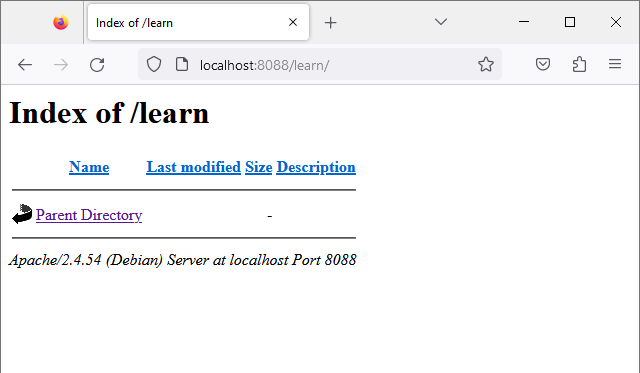 Index of /learn
localhost:8088/learn/
Index of /learn
Name Last modified Size Description
Parent Directory -
Apache/2.4.54 (Debian) Server at localhost Port 8088